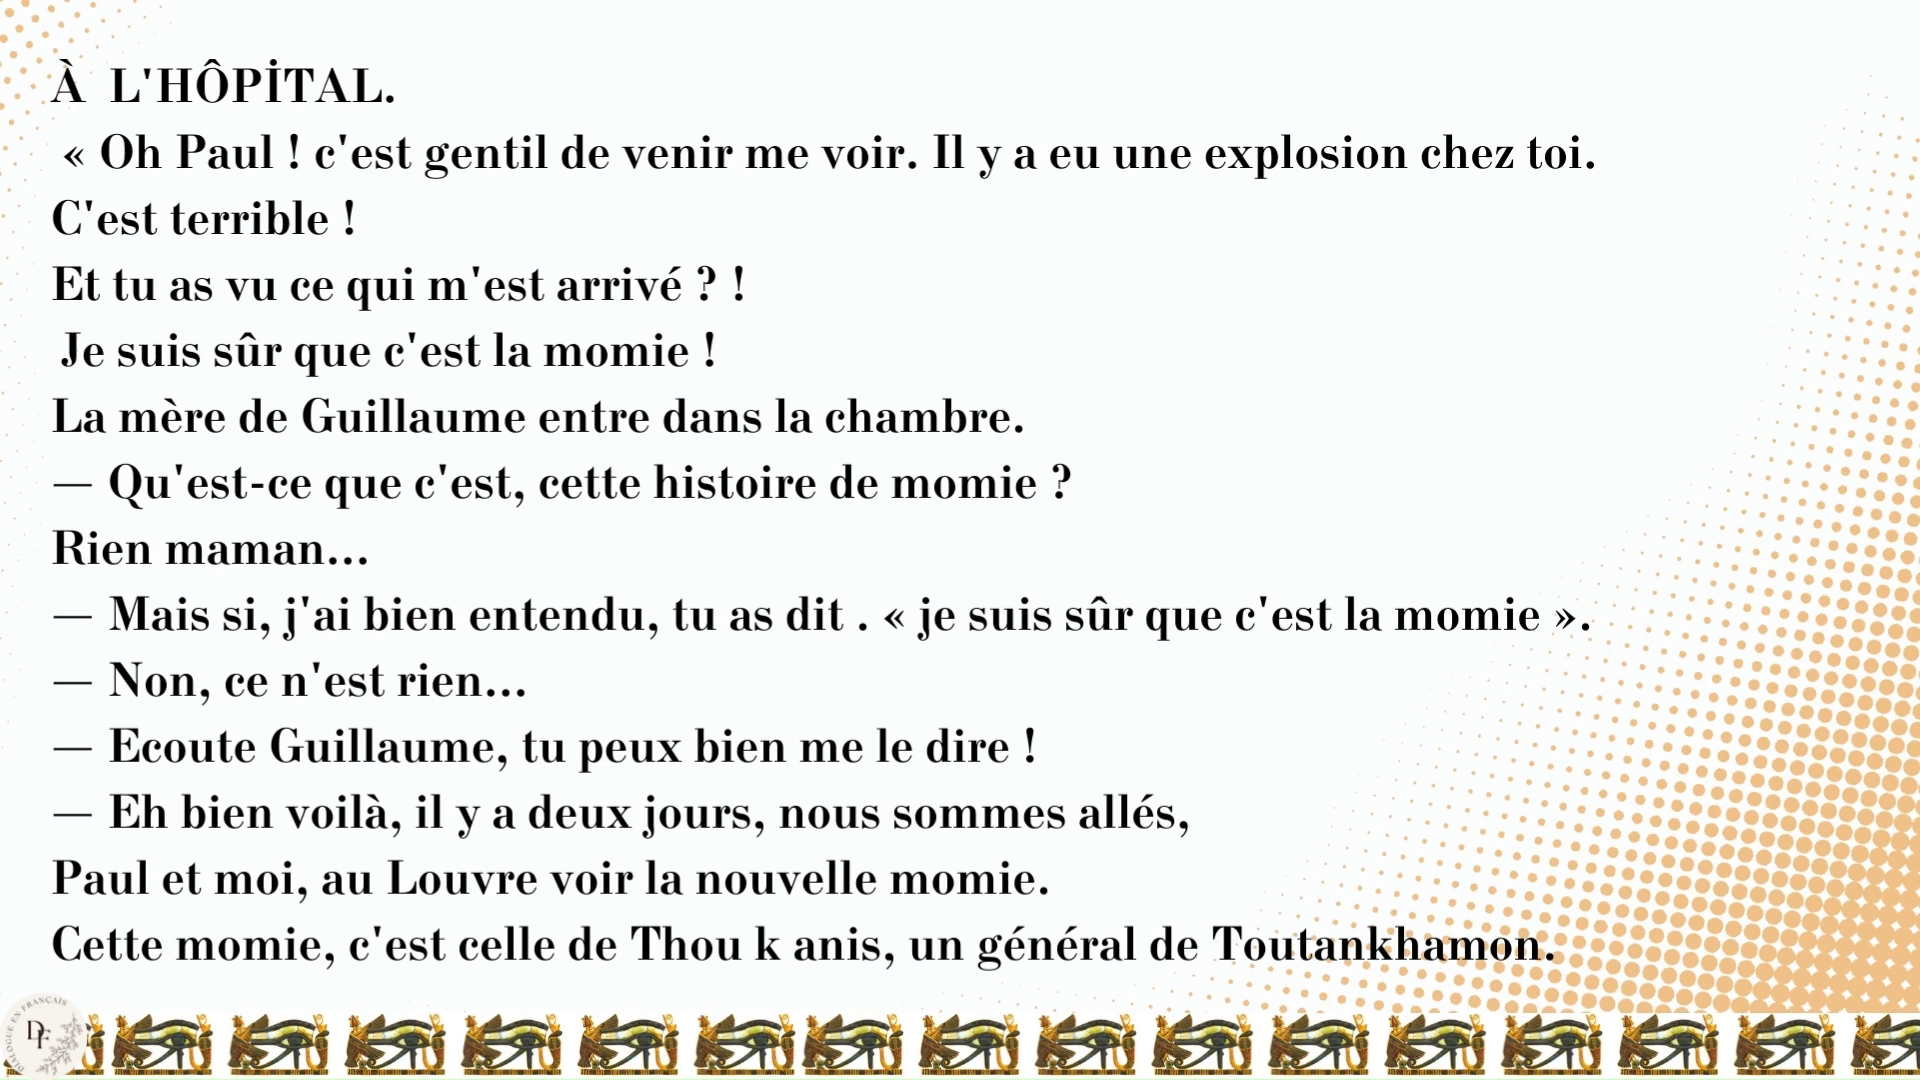 À L'HÔPİTAL.
« Oh Paul ! c'est gentil de venir me voir. Il y a eu une explosion chez toi.
C'est terrible !
Et tu as vu ce qui m'est arrivé ? !
Je suis sûr que c'est la momie !
La mère de Guillaume entre dans la chambre.
— Qu'est-ce que c'est, cette histoire de momie ?
Rien maman...
— Mais si, j'ai bien entendu, tu as dit . « je suis sûr que c'est la momie ».
— Non, ce n'est rien...
— Ecoute Guillaume, tu peux bien me le dire !
— Eh bien voilà, il y a deux jours, nous sommes allés,
Paul et moi, au Louvre voir la nouvelle momie.
Cette momie, c'est celle de Thou k anis, un général de Toutankhamon.
DIALOGUE EN FRANÇAIS
DF